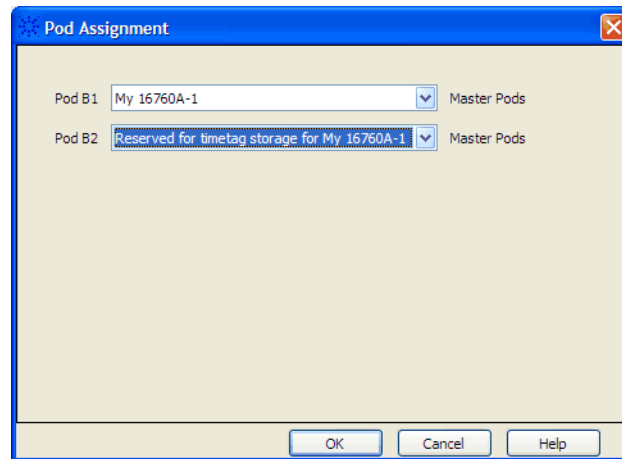 Pod Assignment
Pod B1 My 16760A-1 Master Pods
Pod B2 Reserved for timetag storage for My 16760A-1 Master Pods
OK Cancel Help